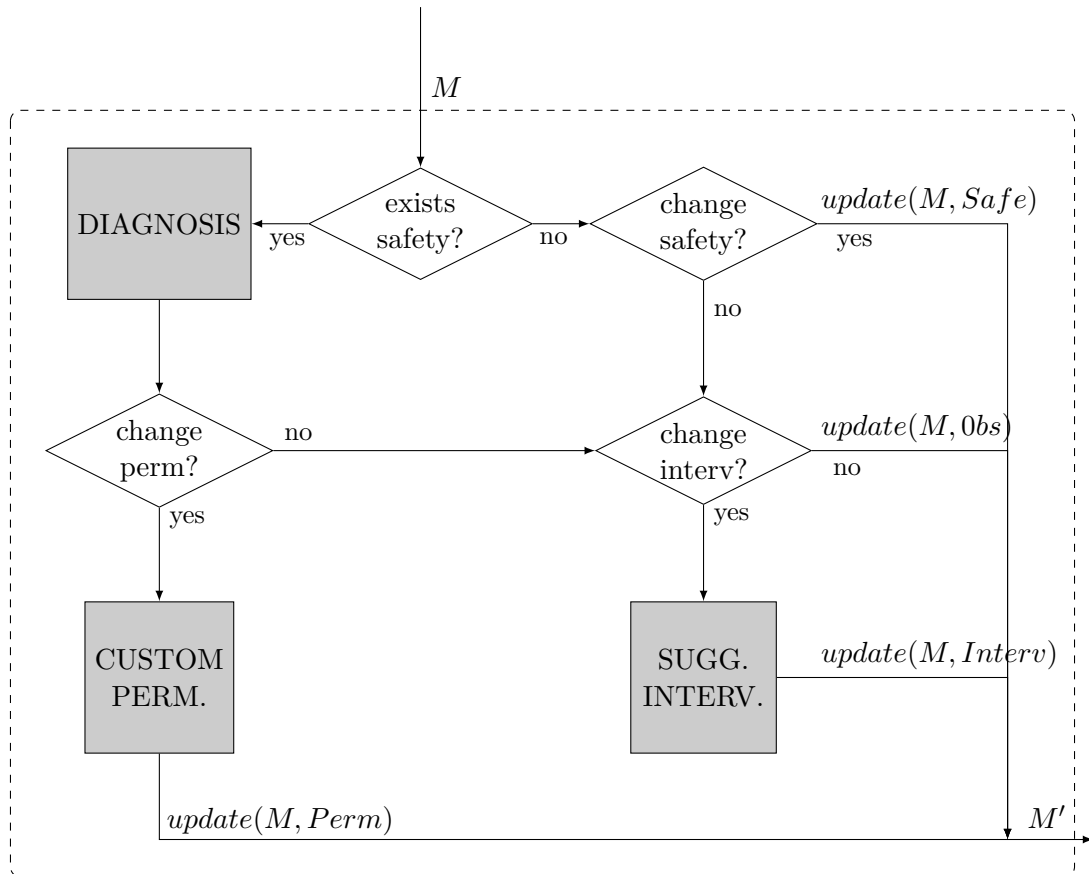 M
exists
safety?
change
safety?
update(M, Safe)
DIAGNOSIS
yes
no
yes
no
change
perm?
no
change
interv?
update(M, 0bs)
no
yes
yes
CUSTOM
PERM.
SUGG.
INTERV.
update(M, Interv)
update(M, Perm)
M′